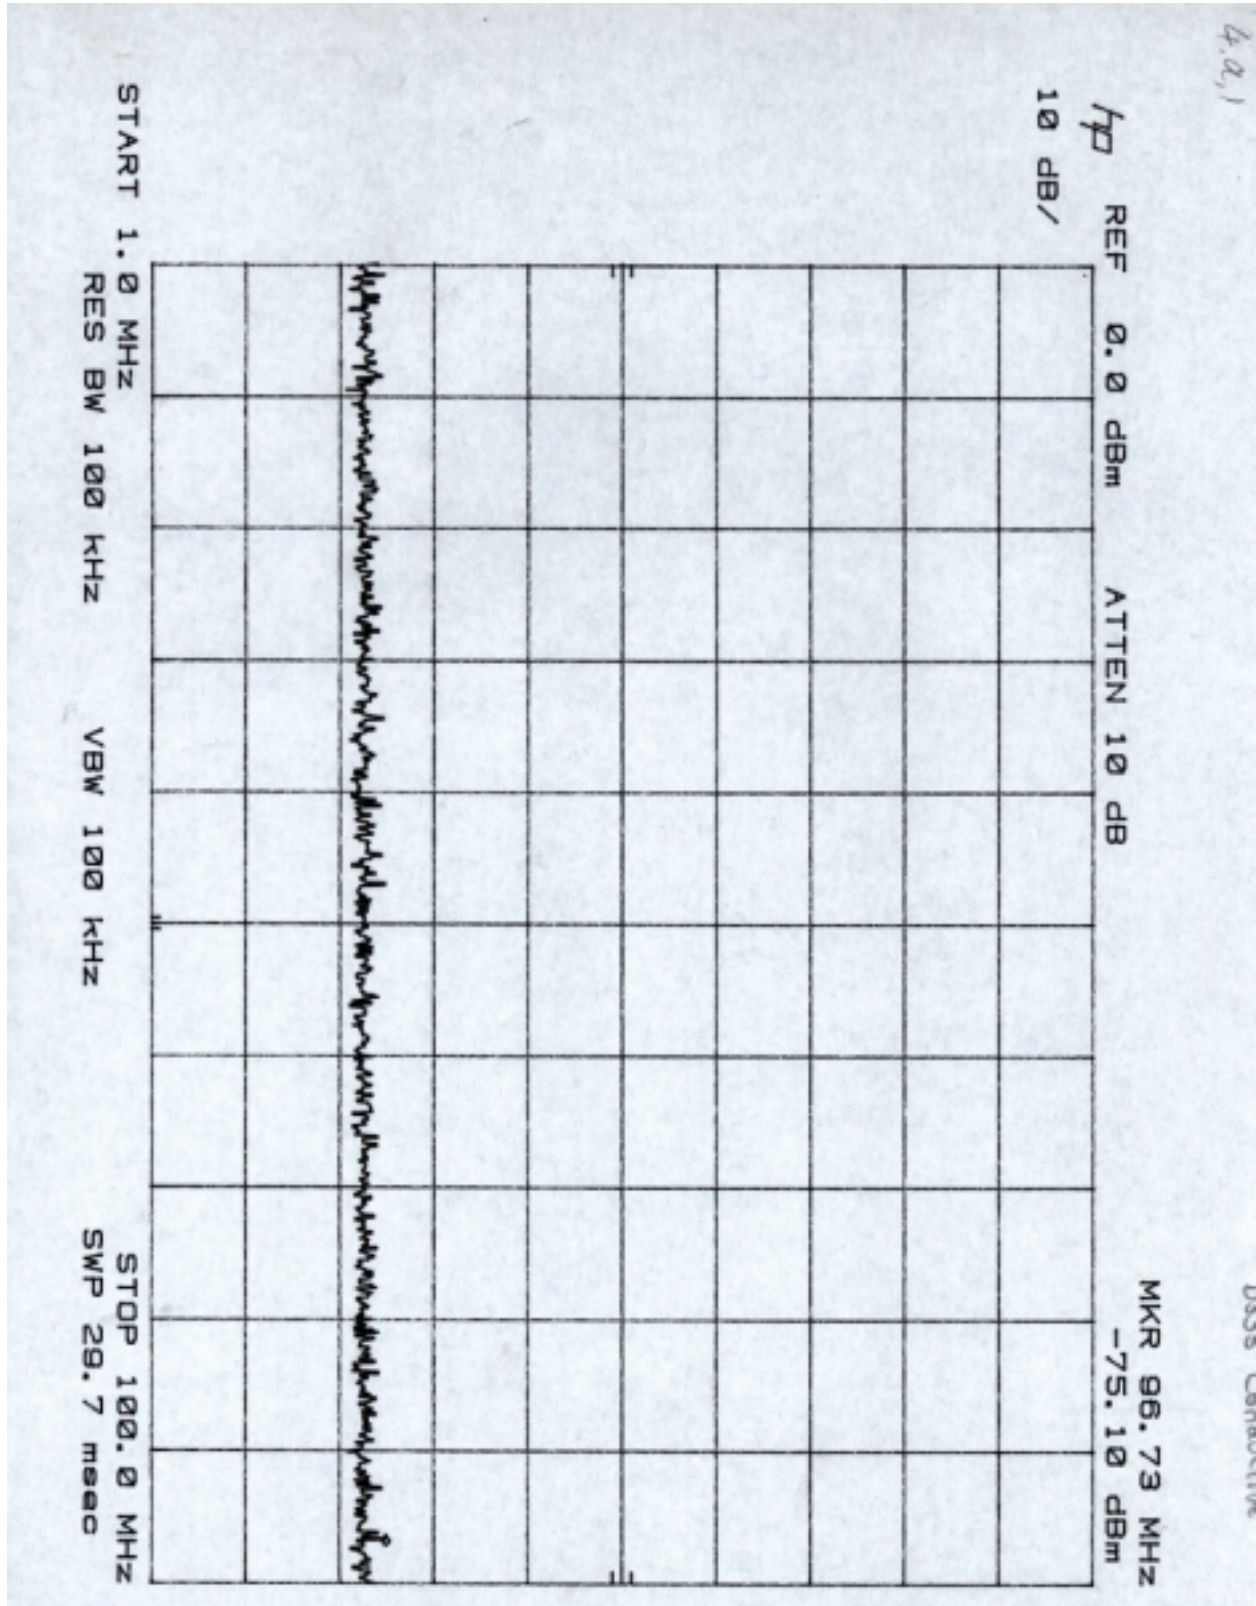 4.a,1
hp REF 0.0 dBm ATTEN 10 dB
MKR 96.73 MHz
-75.10 dBm
10 dB/
START 1.0 MHz
RES BW 100 kHz
VBW 100 kHz
STOP 100.0 MHz
SWP 29.7 msec